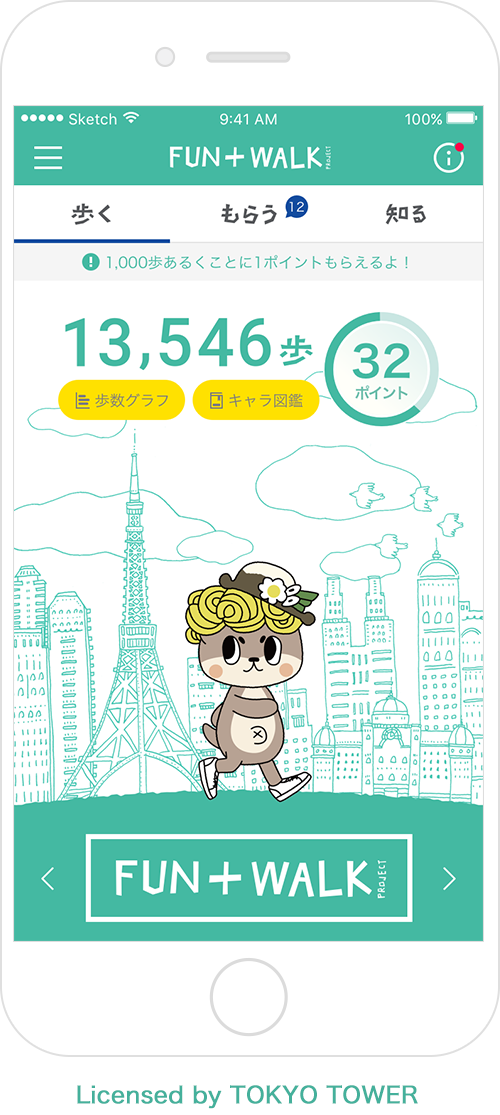 Sketch 9:41 AM 100%
FUN+WALK PROJECT
歩く もらう 12 知る
1,000歩あるくごとに1ポイントもらえるよ！
13,546歩
32
ポイント
歩数グラフ キャラ図鑑
FUN+WALK PROJECT
Licensed by TOKYO TOWER